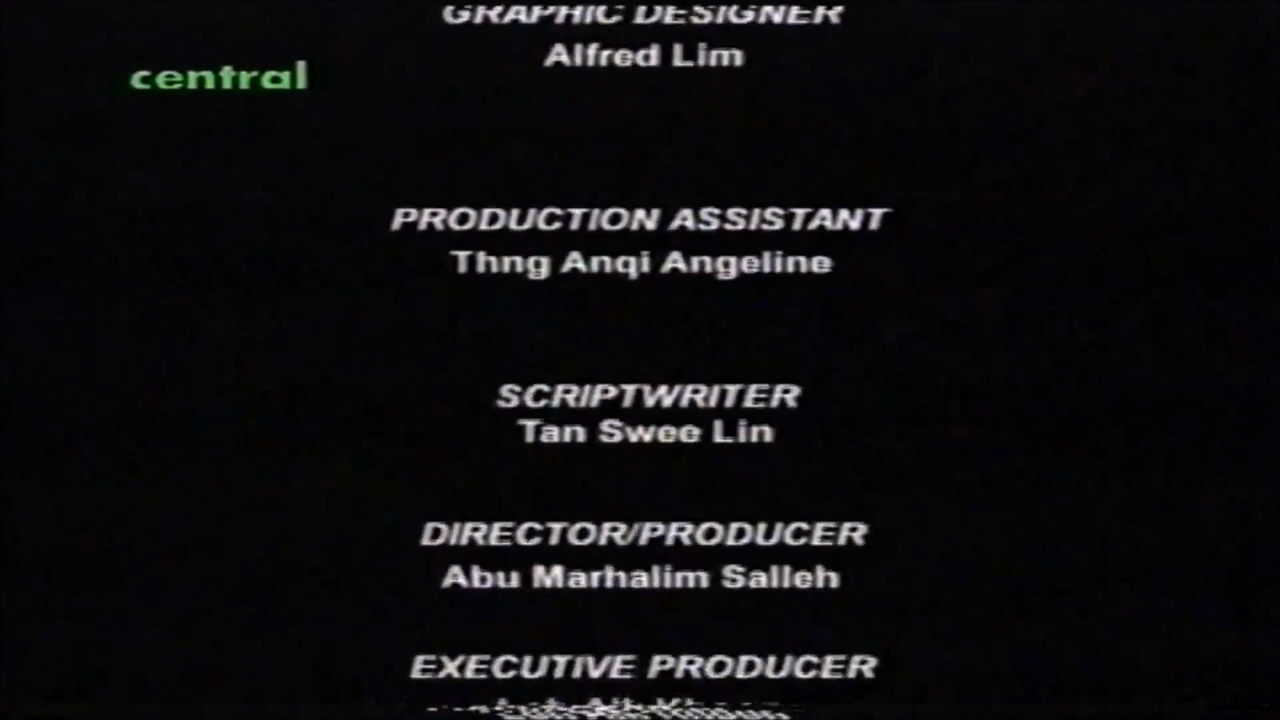 GRAPHIC DESIGNER
Alfred Lim
central
PRODUCTION ASSISTANT
Thng Anqi Angeline
SCRIPTWRITER
Tan Swee Lin
DIRECTOR/PRODUCER
Abu Marhalim Salleh
EXECUTIVE PRODUCER